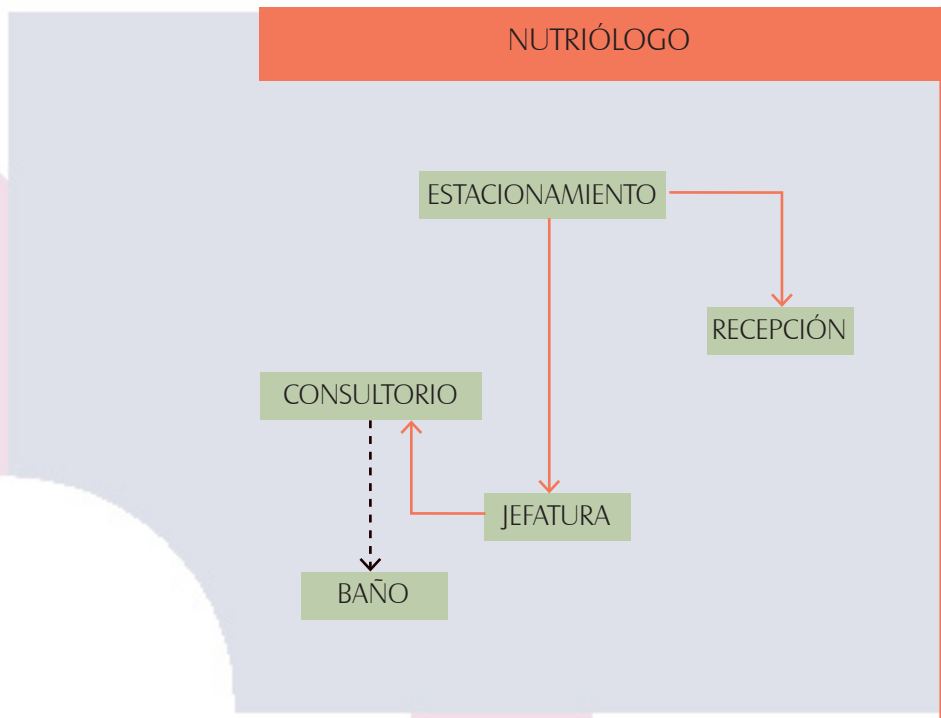 NUTRIÓLOGO
ESTACIONAMIENTO
RECEPCIÓN
CONSULTORIO
JEFATURA
BAÑO